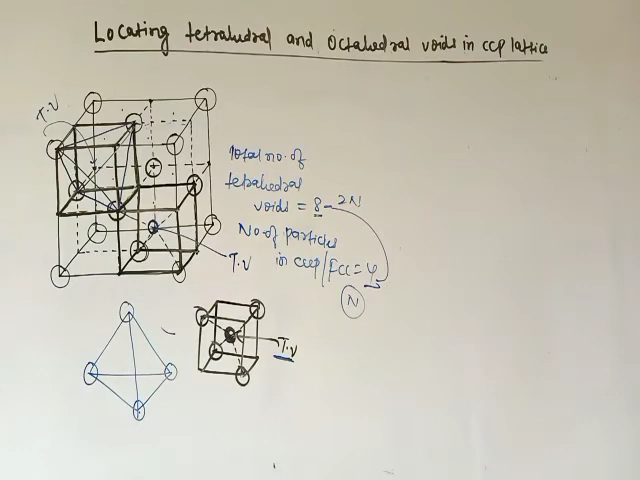 Locating tetrahedral and Octahedral voids in ccp lattice
T.V
Total no. of
tetrahedral
voids = 8 - 2N
No of particles
in ccp/FCC = 4
T.V
N
T.V